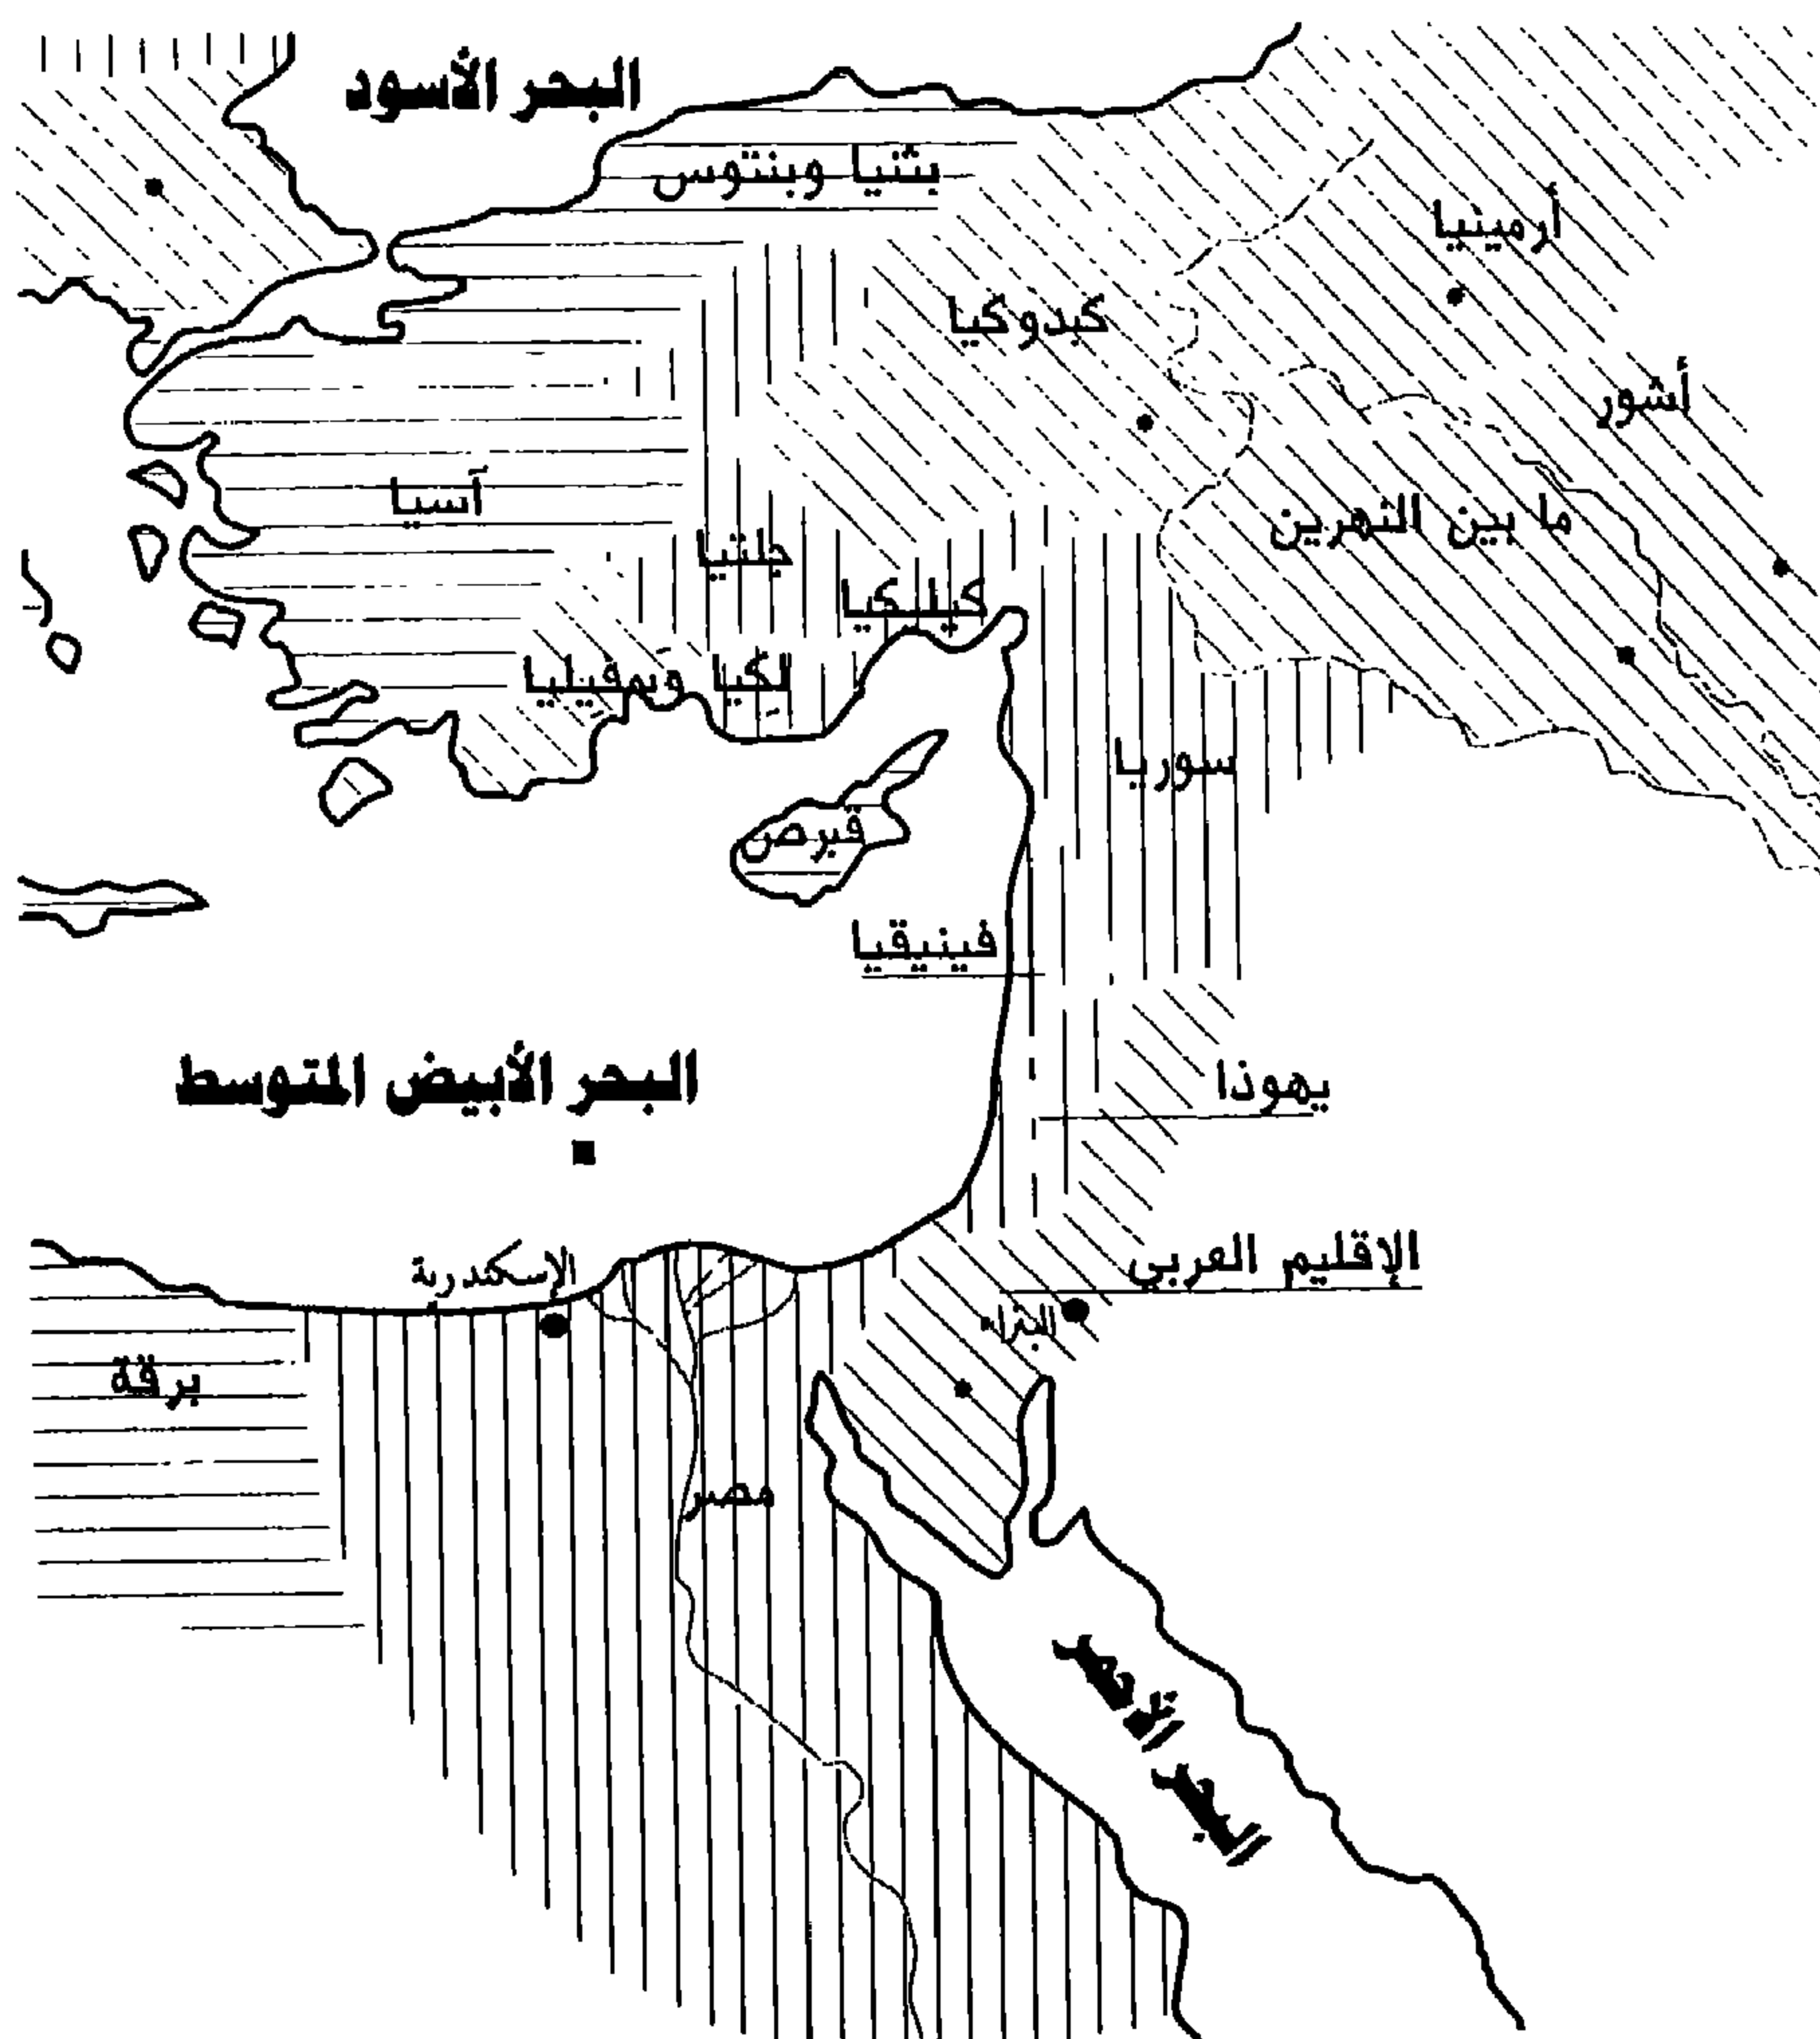 البحر الأسود
بثنيا وبنتوس
أرمينيا
كبدوكيا
أشور
آسيا
ما بين النهرين
جلتيا
كيليكيا
لكيا وبمفيليا
سوريا
قبرص
فينيقيا
البحر الأبيض المتوسط
يهوذا
الإقليم العربي
الإسكندرية
البتراء
برقة
مصر
البحر الأحمر